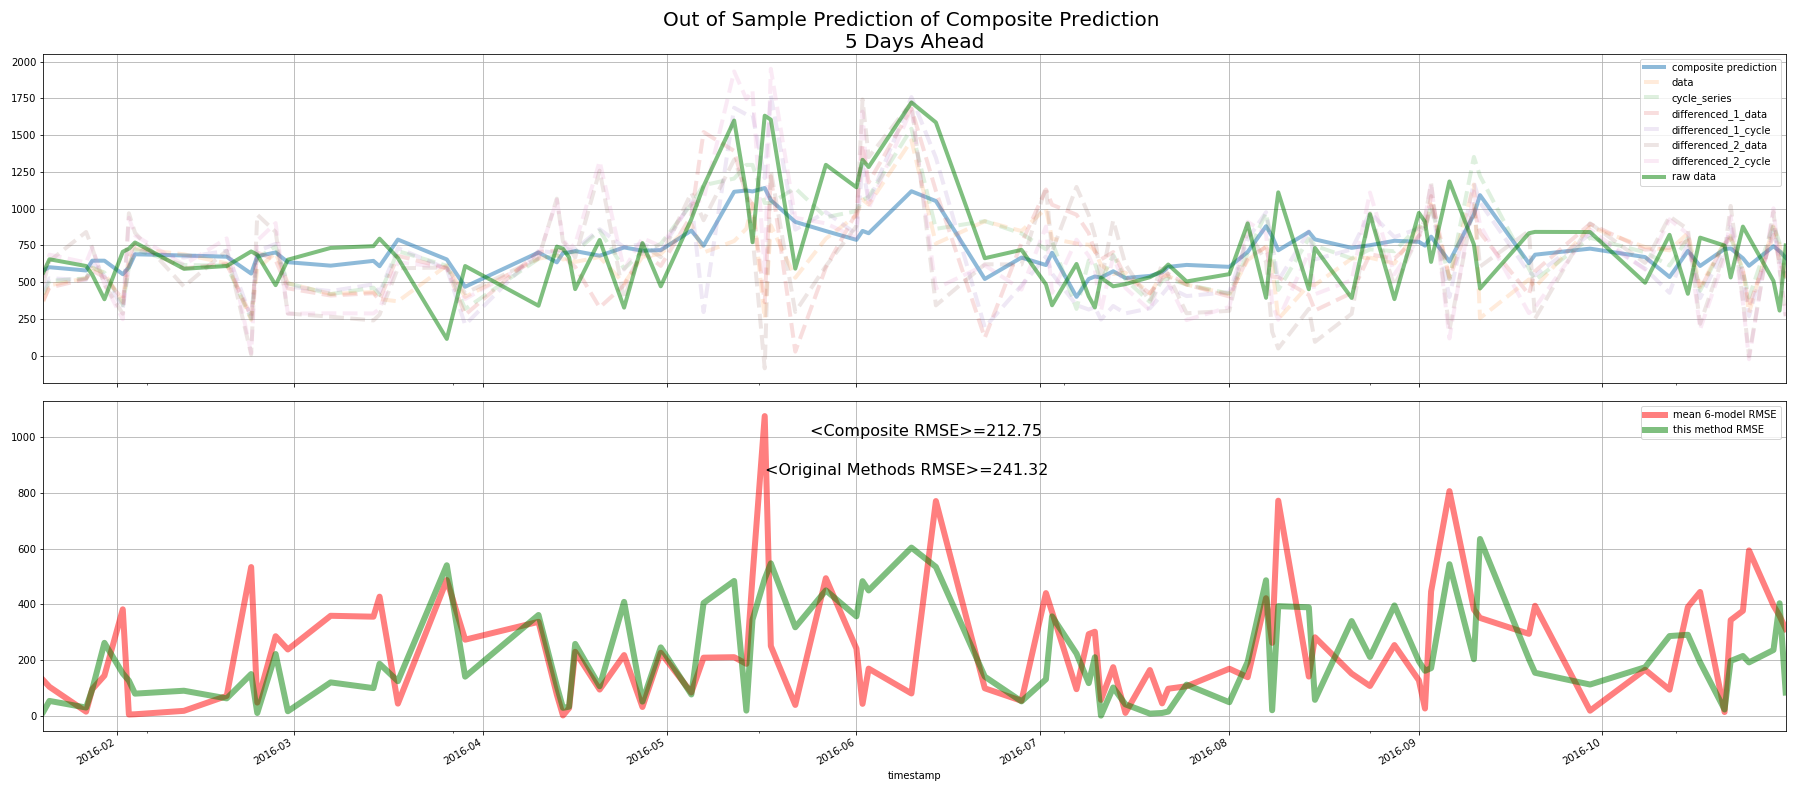 Out of Sample Prediction of Composite Prediction
5 Days Ahead
2000
1750
1500
1250
1000
750
500
250
0
composite prediction
data
cycle_series
differenced_1_data
differenced_1_cycle
differenced_2_data
differenced_2_cycle
raw data
1000
800
600
400
200
0
<Composite RMSE>=212.75
<Original Methods RMSE>=241.32
mean 6-model RMSE
this method RMSE
2016-02
2016-03
2016-04
2016-05
2016-06
2016-07
2016-08
2016-09
2016-10
timestamp